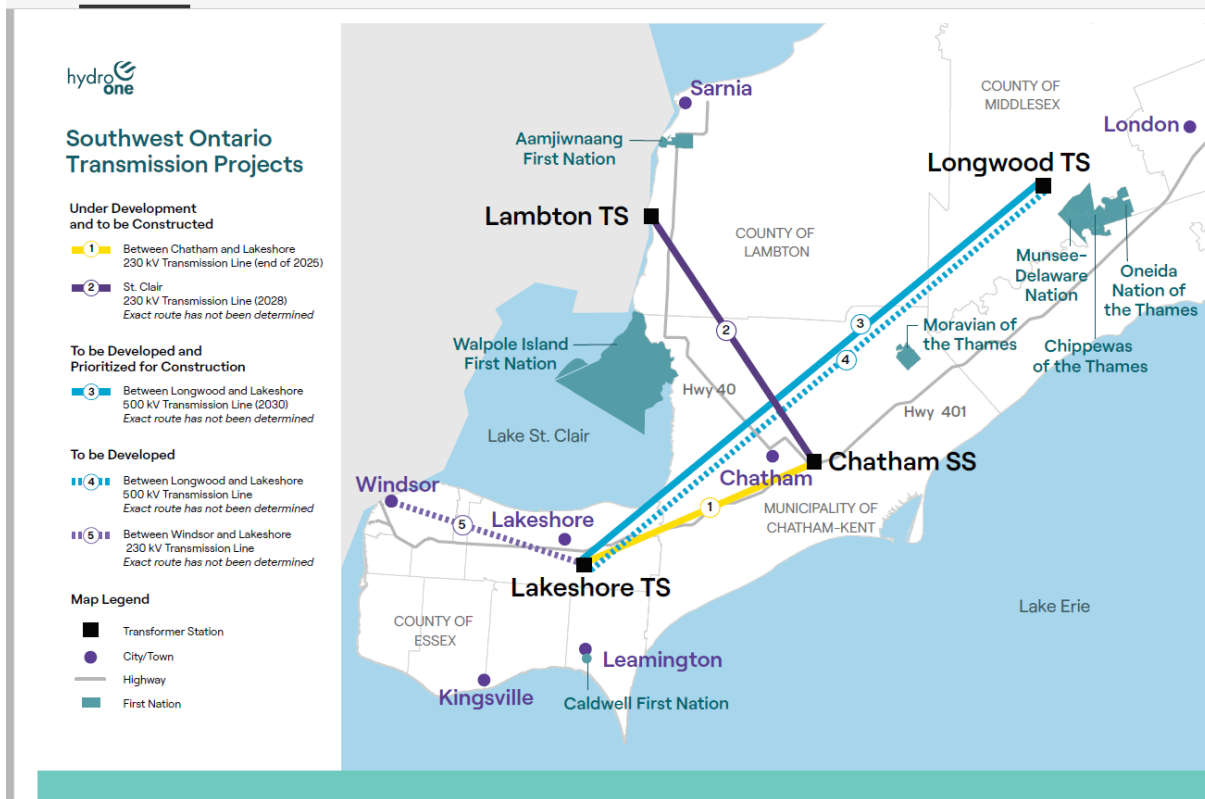 hydro
one
Southwest Ontario
Transmission Projects
Under Development
and to be Constructed
1
Between Chatham and Lakeshore
230 kV Transmission Line (end of 2025)
2
St. Clair
230 kV Transmission Line (2028)
Exact route has not been determined
To be Developed and
Prioritized for Construction
3
Between Longwood and Lakeshore
500 kV Transmission Line (2030)
Exact route has not been determined
To be Developed
4
Between Longwood and Lakeshore
500 kV Transmission Line
Exact route has not been determined
5
Between Windsor and Lakeshore
230 kV Transmission Line
Exact route has not been determined
Map Legend
Transformer Station
City/Town
Highway
First Nation
Sarnia
COUNTY OF
MIDDLESEX
London
Aamjiwnaang
First Nation
Longwood TS
Lambton TS
COUNTY OF
LAMBTON
Munsee-
Delaware
Nation
Oneida
Nation of
the Thames
Chippewas
of the Thames
Moravian of
the Thames
3
2
4
Walpole Island
First Nation
Hwy 40
Hwy 401
Lake St. Clair
Chatham SS
Chatham
Windsor
1
MUNICIPALITY OF
CHATHAM-KENT
5
Lakeshore
Lakeshore TS
Lake Erie
COUNTY OF
ESSEX
Leamington
Kingsville
Caldwell First Nation